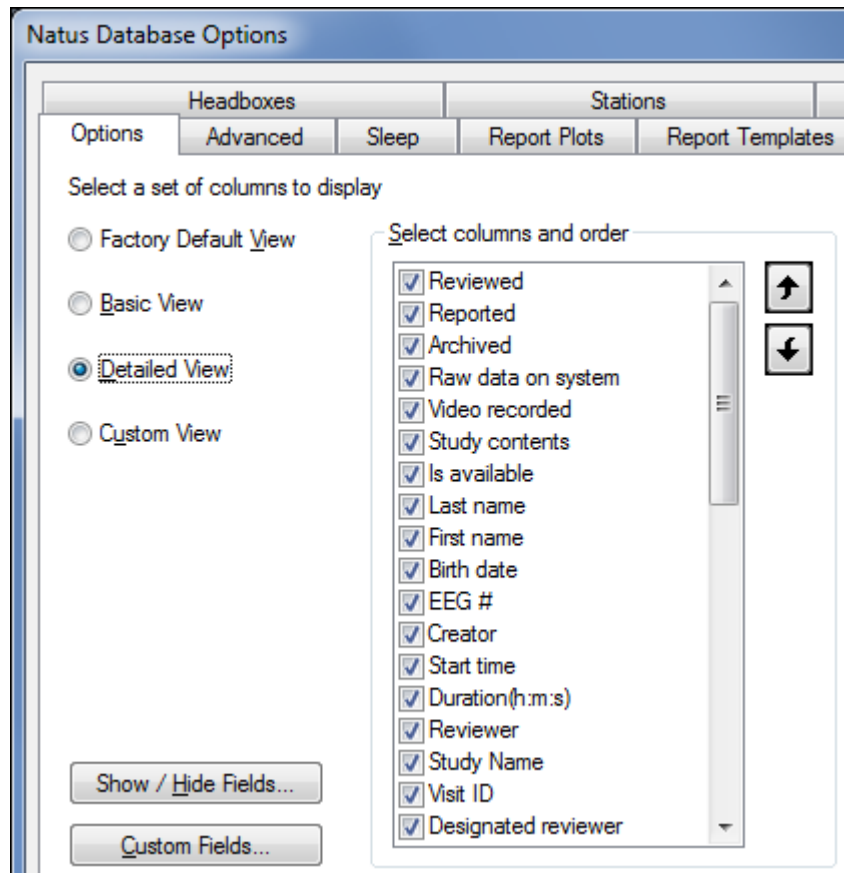 Natus Database Options
Headboxes
Stations
Options
Advanced
Sleep
Report Plots
Report Templates
Select a set of columns to display
Factory Default View
Basic View
Detailed View
Custom View
Show / Hide Fields...
Custom Fields...
Select columns and order
Reviewed
Reported
Archived
Raw data on system
Video recorded
Study contents
Is available
Last name
First name
Birth date
EEG #
Creator
Start time
Duration(h:m:s)
Reviewer
Study Name
Visit ID
Designated reviewer